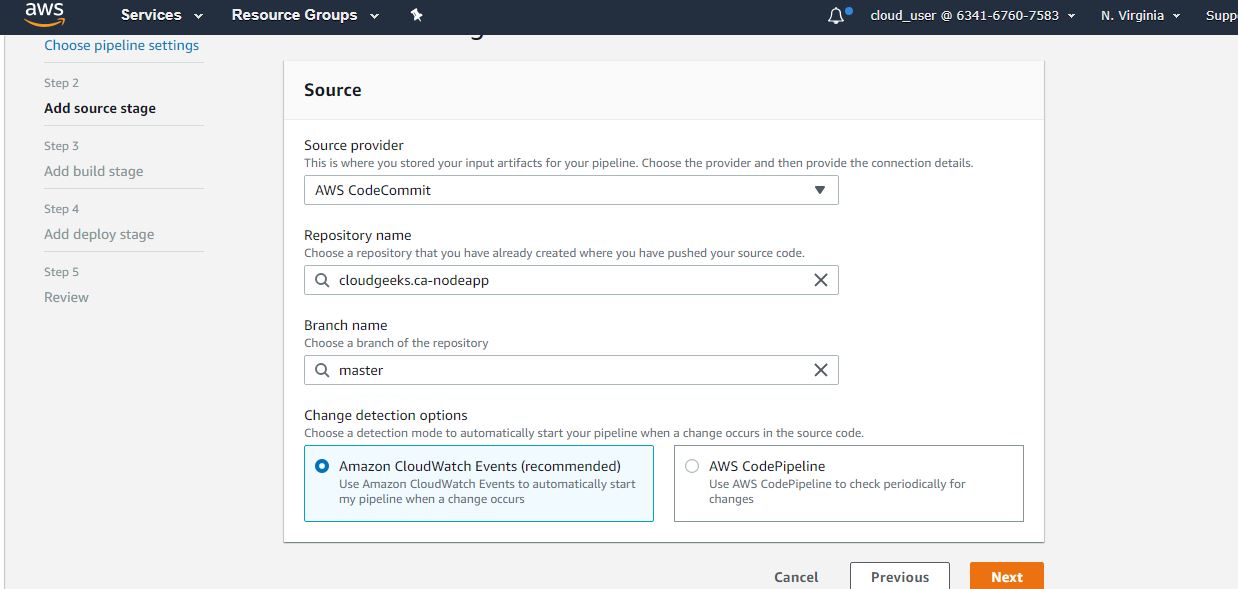 aws
Services
Resource Groups
cloud_user @ 6341-6760-7583
N. Virginia
Supp
Choose pipeline settings
Step 2
Add source stage
Step 3
Add build stage
Step 4
Add deploy stage
Step 5
Review
Source
Source provider
This is where you stored your input artifacts for your pipeline. Choose the provider and then provide the connection details.
AWS CodeCommit
Repository name
Choose a repository that you have already created where you have pushed your source code.
cloudgeeks.ca-nodeapp
Branch name
Choose a branch of the repository
master
Change detection options
Choose a detection mode to automatically start your pipeline when a change occurs in the source code.
Amazon CloudWatch Events (recommended)
Use Amazon CloudWatch Events to automatically start
my pipeline when a change occurs
AWS CodePipeline
Use AWS CodePipeline to check periodically for
changes
Cancel
Previous
Next